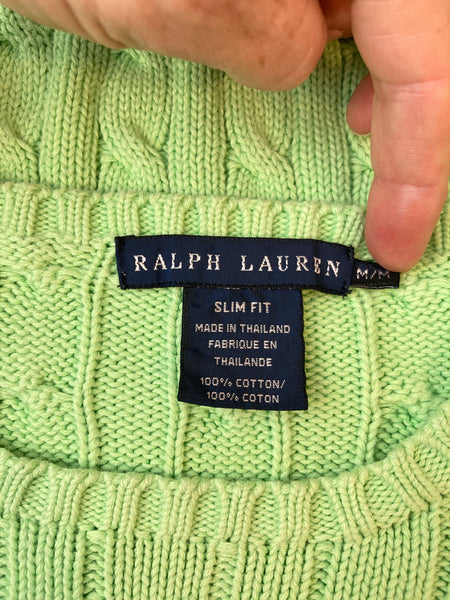 RALPH LAUREN
M/M
SLIM FIT
MADE IN THAILAND
FABRIQUE EN
THAILANDE
100% COTTON/
100% COTON